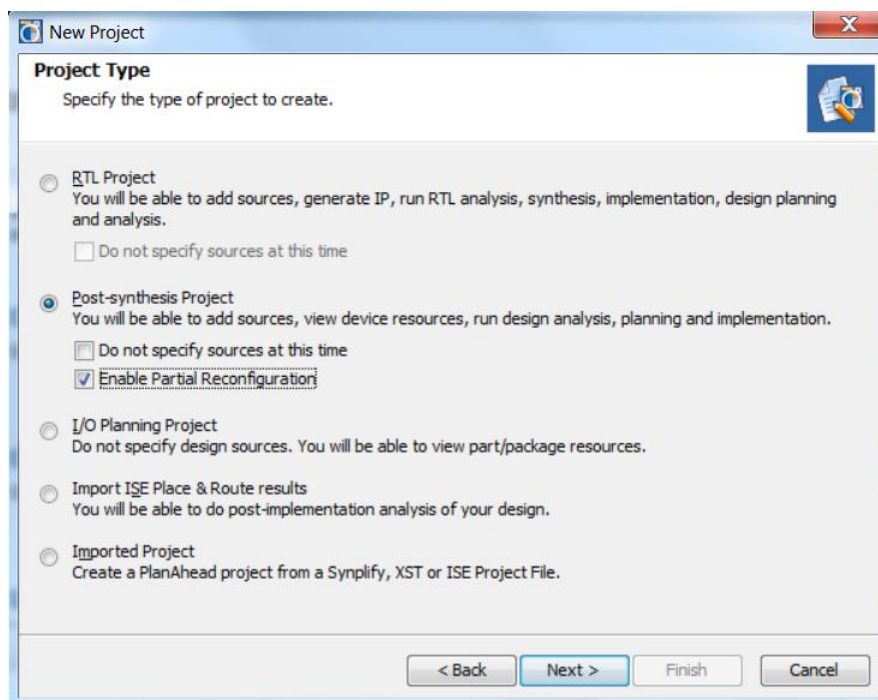 New Project
Project Type
Specify the type of project to create.
RTL Project
You will be able to add sources, generate IP, run RTL analysis, synthesis, implementation, design planning
and analysis.
Do not specify sources at this time
Post-synthesis Project
You will be able to add sources, view device resources, run design analysis, planning and implementation.
Do not specify sources at this time
Enable Partial Reconfiguration
I/O Planning Project
Do not specify design sources. You will be able to view part/package resources.
Import ISE Place & Route results
You will be able to do post-implementation analysis of your design.
Imported Project
Create a PlanAhead project from a Synplify, XST or ISE Project File.
< Back Next > Finish Cancel